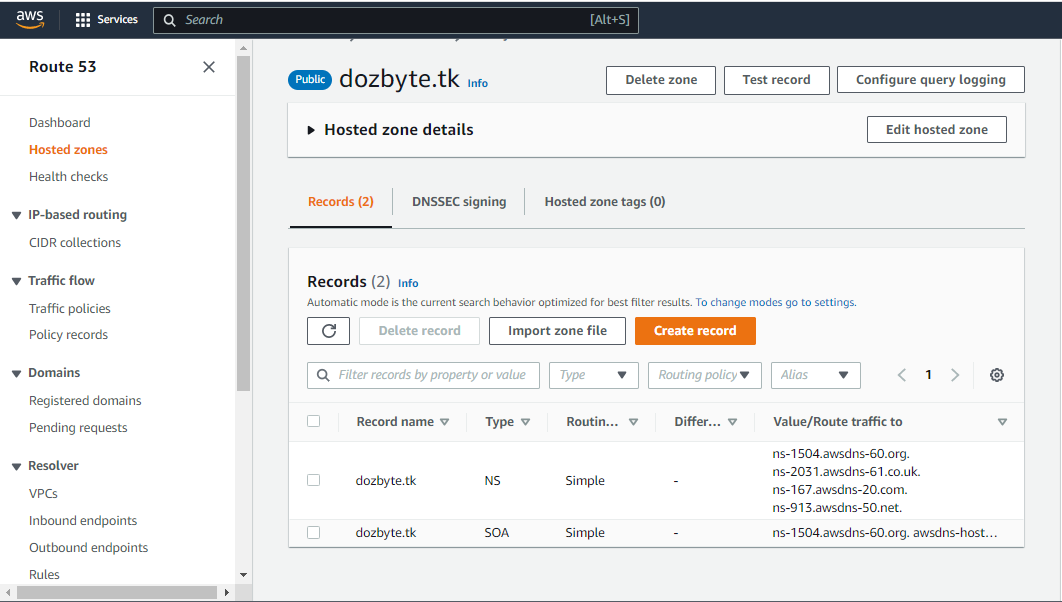 aws
Services
Search
[Alt+S]
Route 53
Dashboard
Hosted zones
Health checks
IP-based routing
CIDR collections
Traffic flow
Traffic policies
Policy records
Domains
Registered domains
Pending requests
Resolver
VPCs
Inbound endpoints
Outbound endpoints
Rules
Public dozbyte.tk Info
Delete zone
Test record
Configure query logging
Hosted zone details
Edit hosted zone
Records (2)
DNSSEC signing
Hosted zone tags (0)
Records (2) Info
Automatic mode is the current search behavior optimized for best filter results. To change modes go to settings.
Delete record
Import zone file
Create record
Filter records by property or value
Type
Routing policy
Alias
1
Record name
Type
Routin...
Differ...
Value/Route traffic to
dozbyte.tk
NS
Simple
-
ns-1504.awsdns-60.org.
ns-2031.awsdns-61.co.uk.
ns-167.awsdns-20.com.
ns-913.awsdns-50.net.
dozbyte.tk
SOA
Simple
-
ns-1504.awsdns-60.org. awsdns-host...